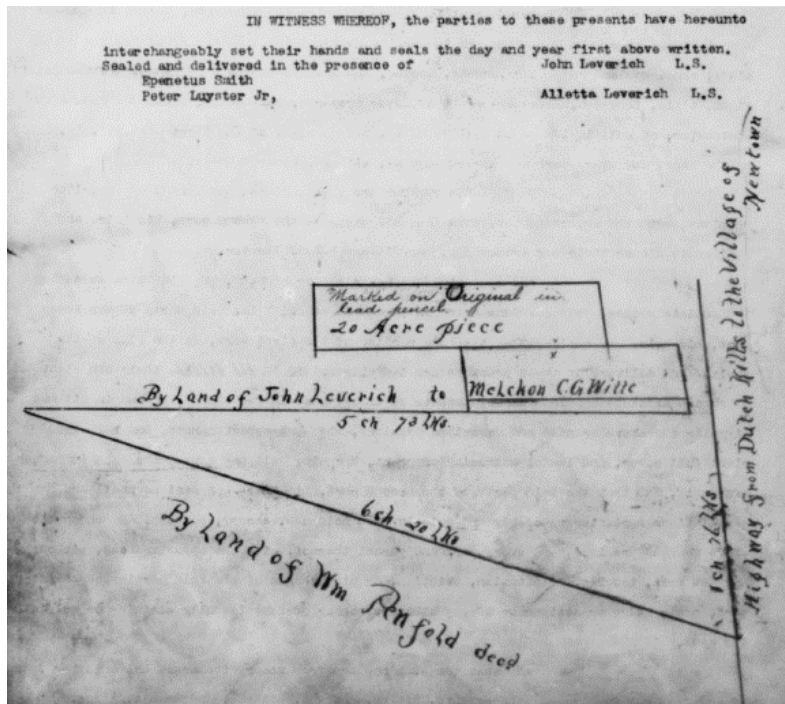 IN WITNESS WHEREOF, the parties to these presents have hereunto
interchangeably set their hands and seals the day and year first above written.
Sealed and delivered in the presence of John Leverich L.S.
Epenetus Smith
Peter Luyster Jr, Alletta Leverich L.S.
Highway from Dutch Kills to the Village of
Newtown
Marked on Original in
lead pencil
20 Acre piece
x
By Land of John Leverich to Melchon C.G. Witte
5 ch 73 lks
6 ch 20 lks
1 ch 76 lks
By Land of Wm Penfold decd